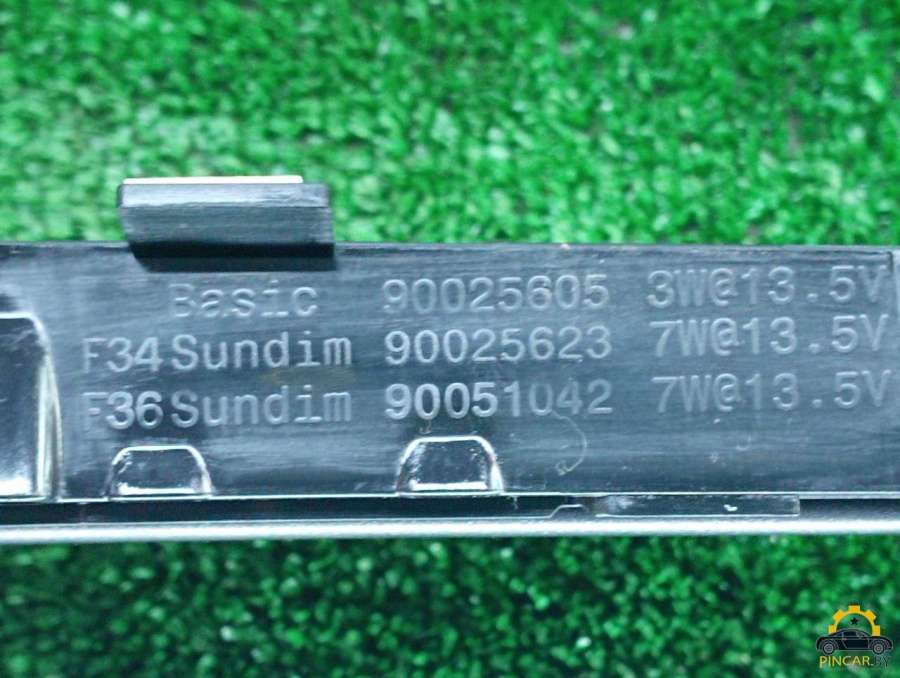 Basic 90025605 3W@13.5V
F34 Sundim 90025623 7W@13.5V
F36 Sundim 90051042 7W@13.5V
PINCAR.BY